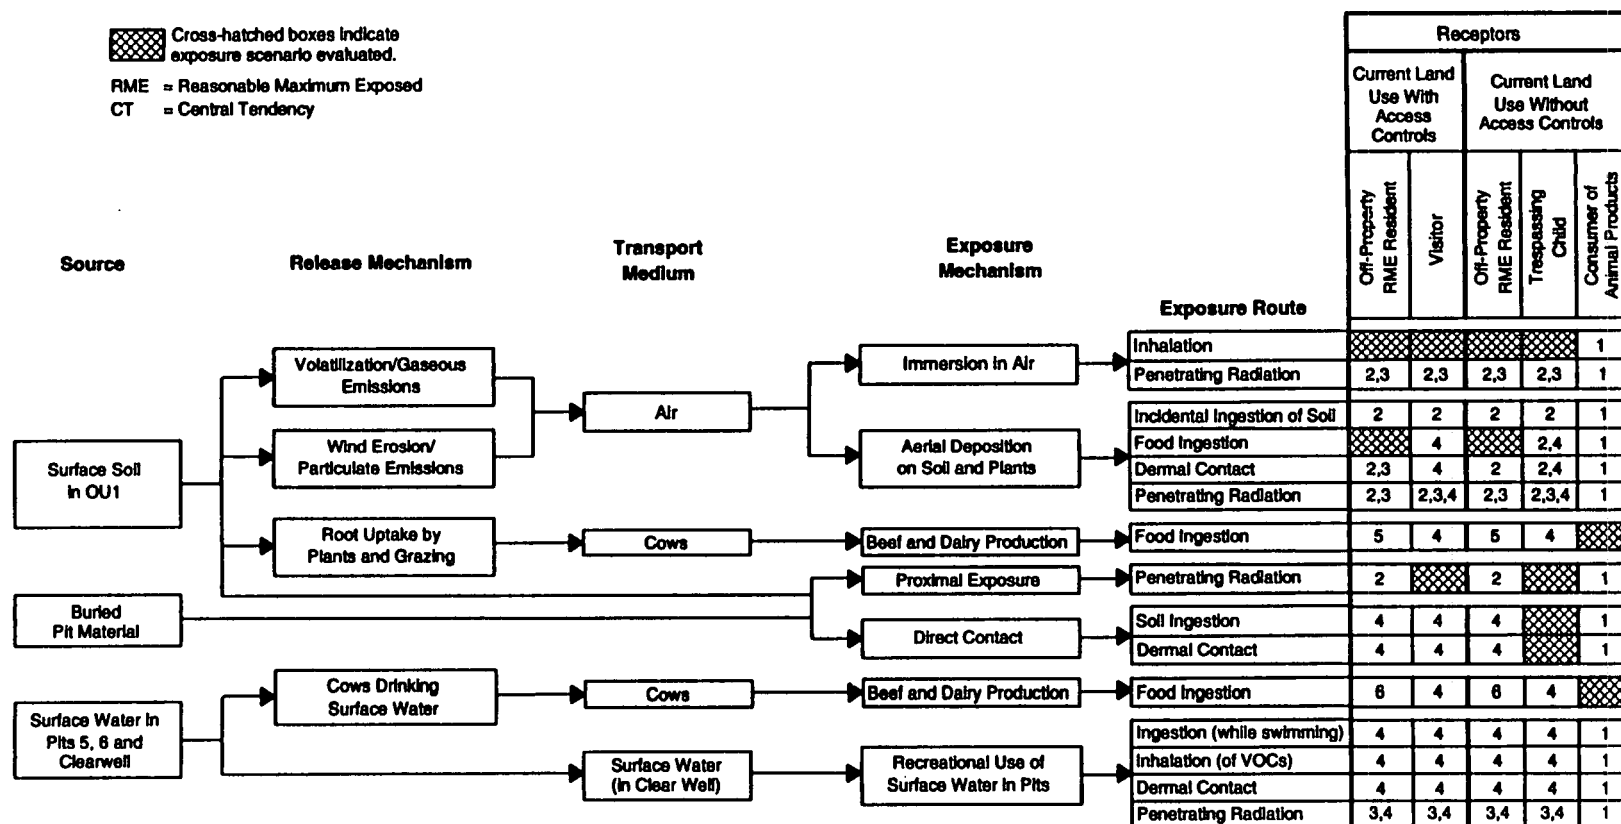 Cross-hatched boxes indicate
exposure scenario evaluated.
RME = Reasonable Maximum Exposed
CT = Central Tendency
Receptors
Current Land
Use With
Access
Controls
Current Land
Use Without
Access Controls
Off-Property
RME Resident
Visitor
Off-Property
RME Resident
Trespassing
Child
Consumer of
Animal Products
Source
Release Mechanism
Transport
Medium
Exposure
Mechanism
Exposure Route
Surface Soil
in OU1
Buried
Pit Material
Surface Water in
Pits 5, 6 and
Clearwell
Volatilization/Gaseous
Emissions
Wind Erosion/
Particulate Emissions
Root Uptake by
Plants and Grazing
Cows Drinking
Surface Water
Air
Cows
Cows
Surface Water
(in Clear Well)
Immersion in Air
Aerial Deposition
on Soil and Plants
Beef and Dairy Production
Proximal Exposure
Direct Contact
Beef and Dairy Production
Recreational Use of
Surface Water in Pits
Inhalation 1
Penetrating Radiation 2,3 2,3 2,3 2,3 1
Incidental Ingestion of Soil 2 2 2 2 1
Food Ingestion 4 2,4 1
Dermal Contact 2,3 4 2 2,4 1
Penetrating Radiation 2,3 2,3,4 2,3 2,3,4 1
Food Ingestion 5 4 5 4
Penetrating Radiation 2 2 1
Soil Ingestion 4 4 4 1
Dermal Contact 4 4 4 1
Food Ingestion 6 4 6 4
Ingestion (while swimming) 4 4 4 4 1
Inhalation (of VOCs) 4 4 4 4 1
Dermal Contact 4 4 4 4 1
Penetrating Radiation 3,4 3,4 3,4 3,4 1